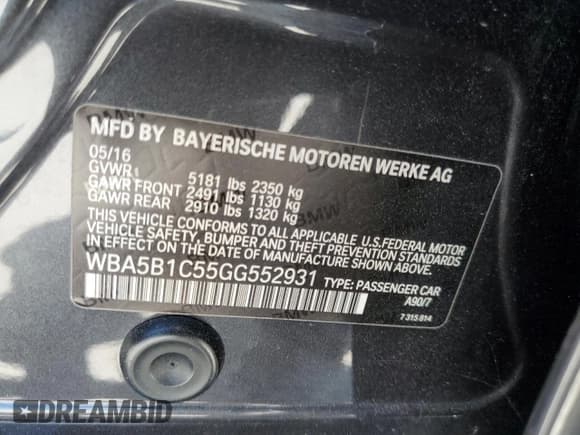 MFD BY BAYERISCHE MOTOREN WERKE AG
05/16
GVWR 5181 lbs 2350 kg
GAWR FRONT 2491 lbs 1130 kg
GAWR REAR 2910 lbs 1320 kg
THIS VEHICLE CONFORMS TO ALL APPLICABLE U.S.FEDERAL MOTOR
VEHICLE SAFETY, BUMPER AND THEFT PREVENTION STANDARDS
IN EFFECT ON THE DATE OF MANUFACTURE SHOWN ABOVE.
WBA5B1C55GG552931
TYPE: PASSENGER CAR
A90/7
7 315 814
DREAMBID